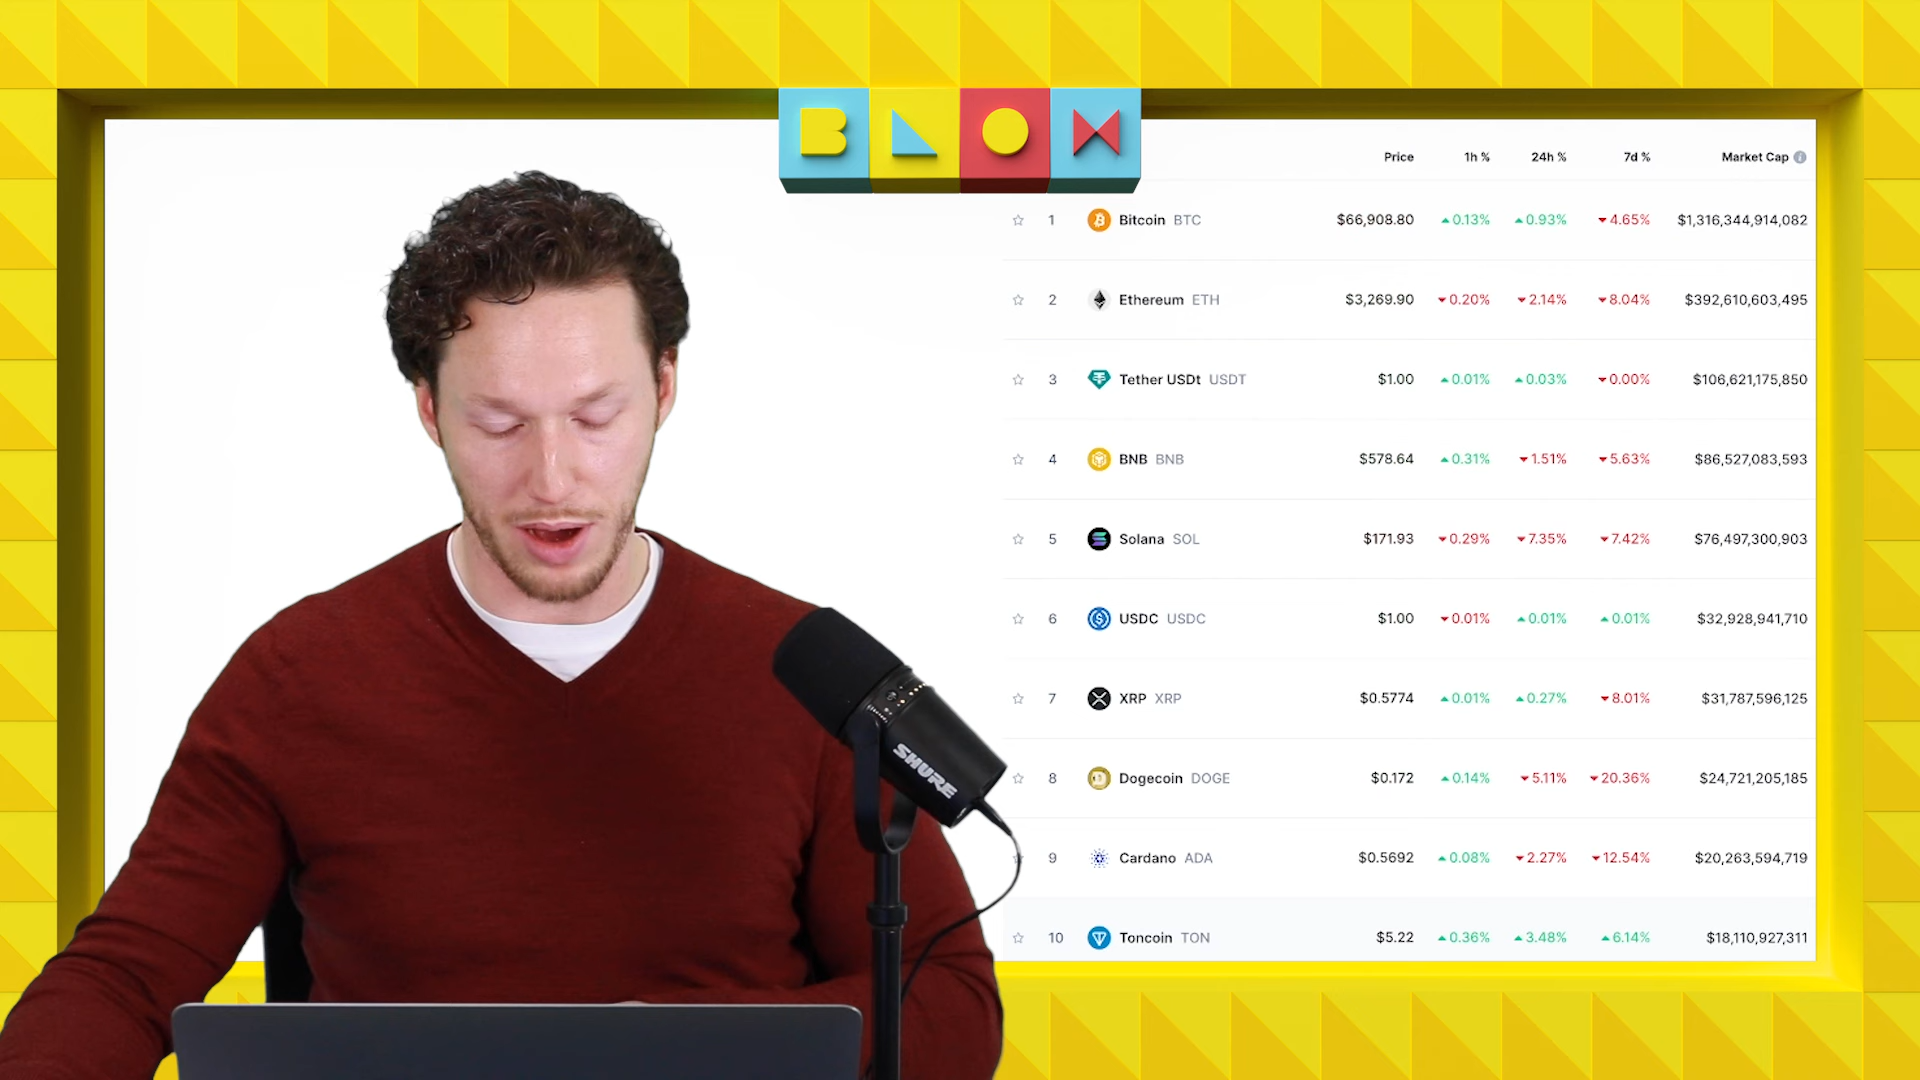 BLOX
Price 1h % 24h % 7d % Market Cap
1 Bitcoin BTC $66,908.80 0.13% 0.93% 4.65% $1,316,344,914,082
2 Ethereum ETH $3,269.90 0.20% 2.14% 8.04% $392,610,603,495
3 Tether USDt USDT $1.00 0.01% 0.03% 0.00% $106,621,175,850
4 BNB BNB $578.64 0.31% 1.51% 5.63% $86,527,083,593
5 Solana SOL $171.93 0.29% 7.35% 7.42% $76,497,300,903
6 USDC USDC $1.00 0.01% 0.01% 0.01% $32,928,941,710
7 XRP XRP $0.5774 0.01% 0.27% 8.01% $31,787,596,125
SHURE
8 Dogecoin DOGE $0.172 0.14% 5.11% 20.36% $24,721,205,185
9 Cardano ADA $0.5692 0.08% 2.27% 12.54% $20,263,594,719
10 Toncoin TON $5.22 0.36% 3.48% 6.14% $18,110,927,311